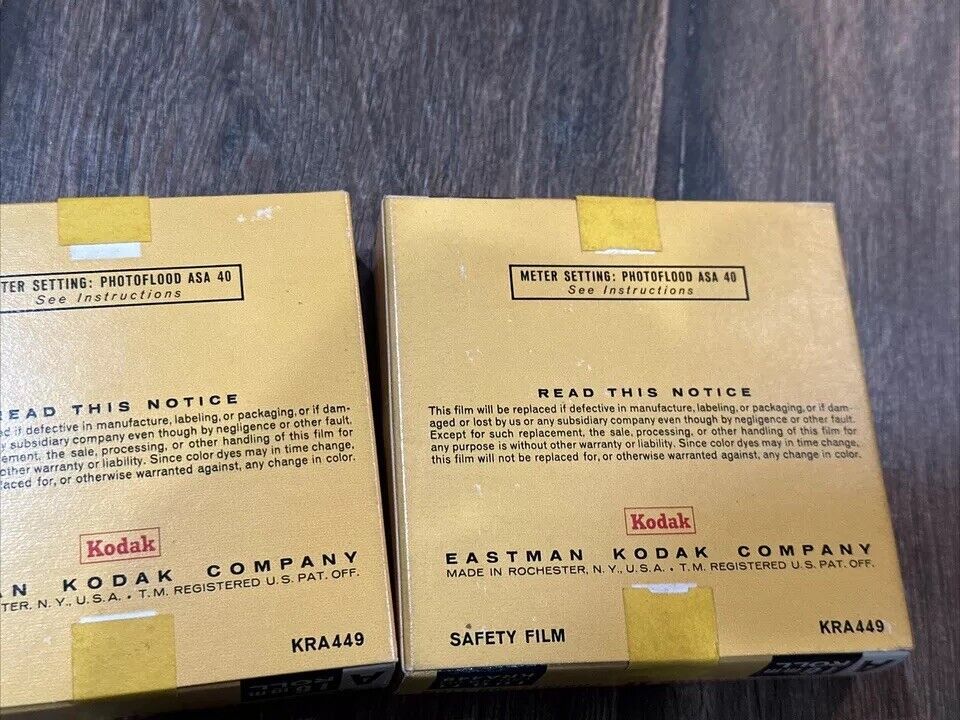 TER SETTING: PHOTOFLOOD ASA 40
See Instructions
EAD THIS NOTICE
if defective in manufacture, labeling, or packaging, or if dam-
subsidiary company even though by negligence or other fault.
ement, the sale, processing, or other handling of this film for
other warranty or liability. Since color dyes may in time change,
aced for, or otherwise warranted against, any change in color.
Kodak
AN KODAK COMPANY
TER, N.Y., U.S.A. • T.M. REGISTERED U.S. PAT. OFF.
KRA449
METER SETTING: PHOTOFLOOD ASA 40
See Instructions
READ THIS NOTICE
This film will be replaced if defective in manufacture, labeling, or packaging, or if dam-
aged or lost by us or any subsidiary company even though by negligence or other fault.
Except for such replacement, the sale, processing, or other handling of this film for
any purpose is without other warranty or liability. Since color dyes may in time change,
this film will not be replaced for, or otherwise warranted against, any change in color.
Kodak
EASTMAN KODAK COMPANY
MADE IN ROCHESTER, N.Y., U.S.A. • T.M. REGISTERED U.S. PAT. OFF.
SAFETY FILM
KRA449